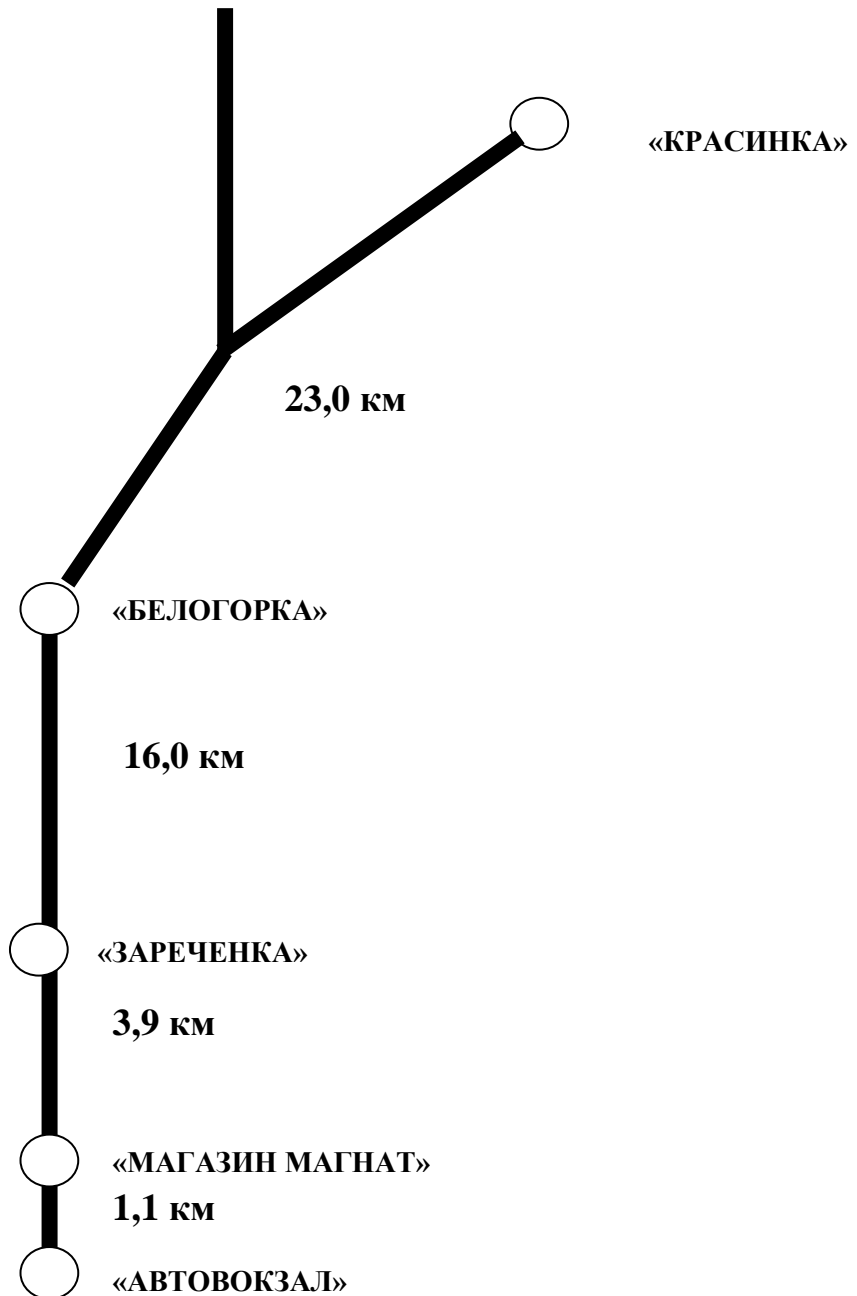 «КРАСИНКА»
23,0 км
«БЕЛОГОРКА»
16,0 км
«ЗАРЕЧЕНКА»
3,9 км
«МАГАЗИН МАГНАТ»
1,1 км
«АВТОВОКЗАЛ»